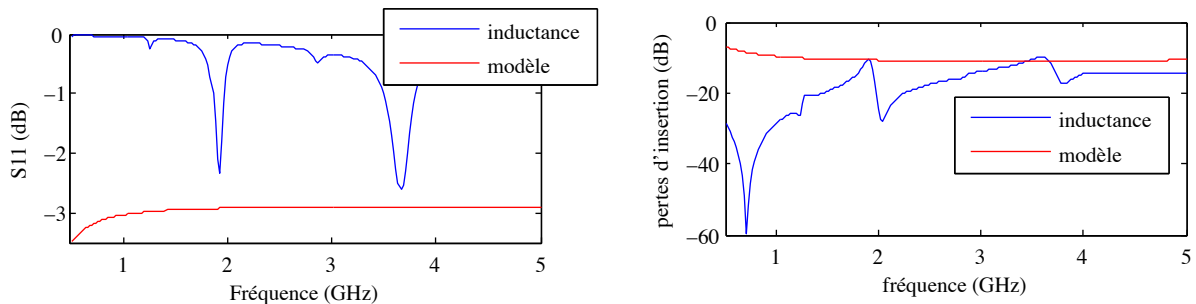 inductance
modèle
0
−1
−2
−3
S11 (dB)
1
2
3
4
5
Fréquence (GHz)
0
−20
−40
−60
pertes d’insertion (dB)
inductance
modèle
1
2
3
4
5
fréquence (GHz)